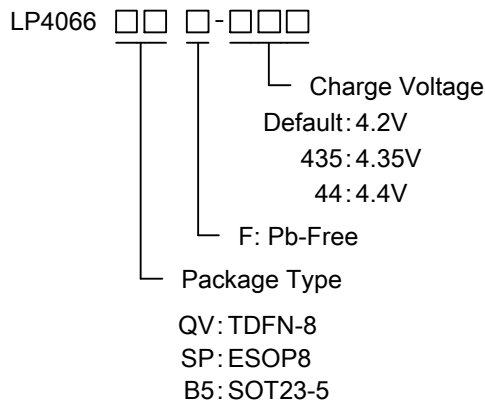 LP4066 □□ □-□□□
Charge Voltage
Default: 4.2V
435: 4.35V
44: 4.4V
F: Pb-Free
Package Type
QV: TDFN-8
SP: ESOP8
B5: SOT23-5